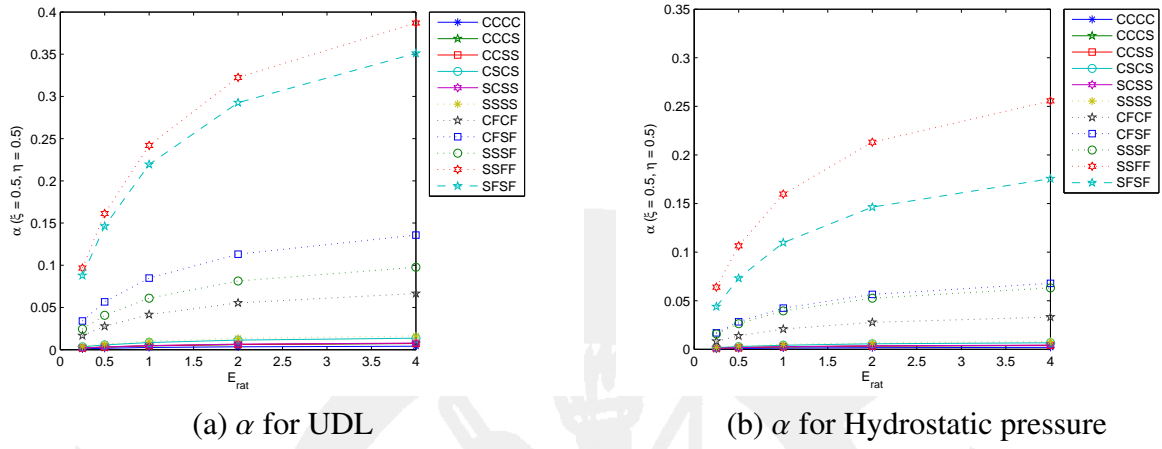 0.4
0.35
0.3
0.25
0.2
0.15
0.1
0.05
0
α (ξ = 0.5, η = 0.5)
0 0.5 1 1.5 2 2.5 3 3.5 4
E_rat
CCCC
CCCS
CCSS
CSCS
SCSS
SSSS
CFCF
CFSF
SSSF
SSFF
SFSF
(a) α for UDL
0.35
0.3
0.25
0.2
0.15
0.1
0.05
0
α (ξ = 0.5, η = 0.5)
0 0.5 1 1.5 2 2.5 3 3.5 4
E_rat
CCCC
CCCS
CCSS
CSCS
SCSS
SSSS
CFCF
CFSF
SSSF
SSFF
SFSF
(b) α for Hydrostatic pressure